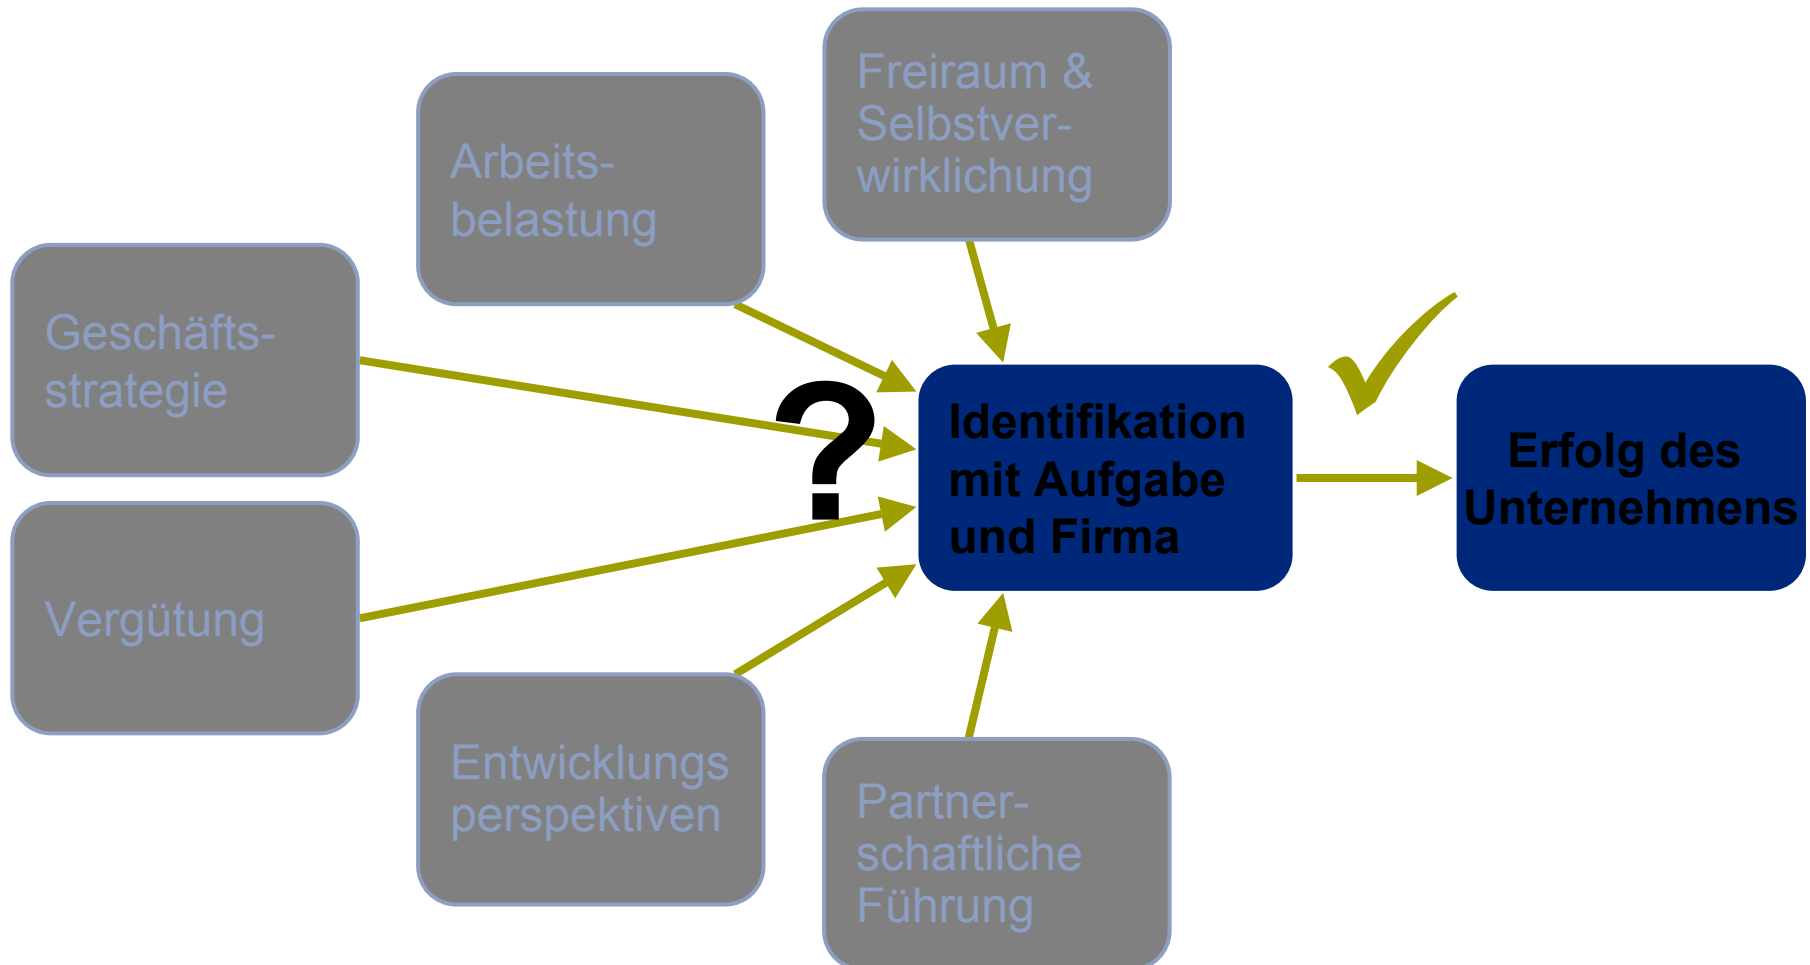 Freiraum &
Selbstver-
wirklichung
Arbeits-
belastung
Geschäfts-
strategie
?
Identifikation
mit Aufgabe
und Firma
Erfolg des
Unternehmens
Vergütung
Entwicklungs
perspektiven
Partner-
schaftliche
Führung